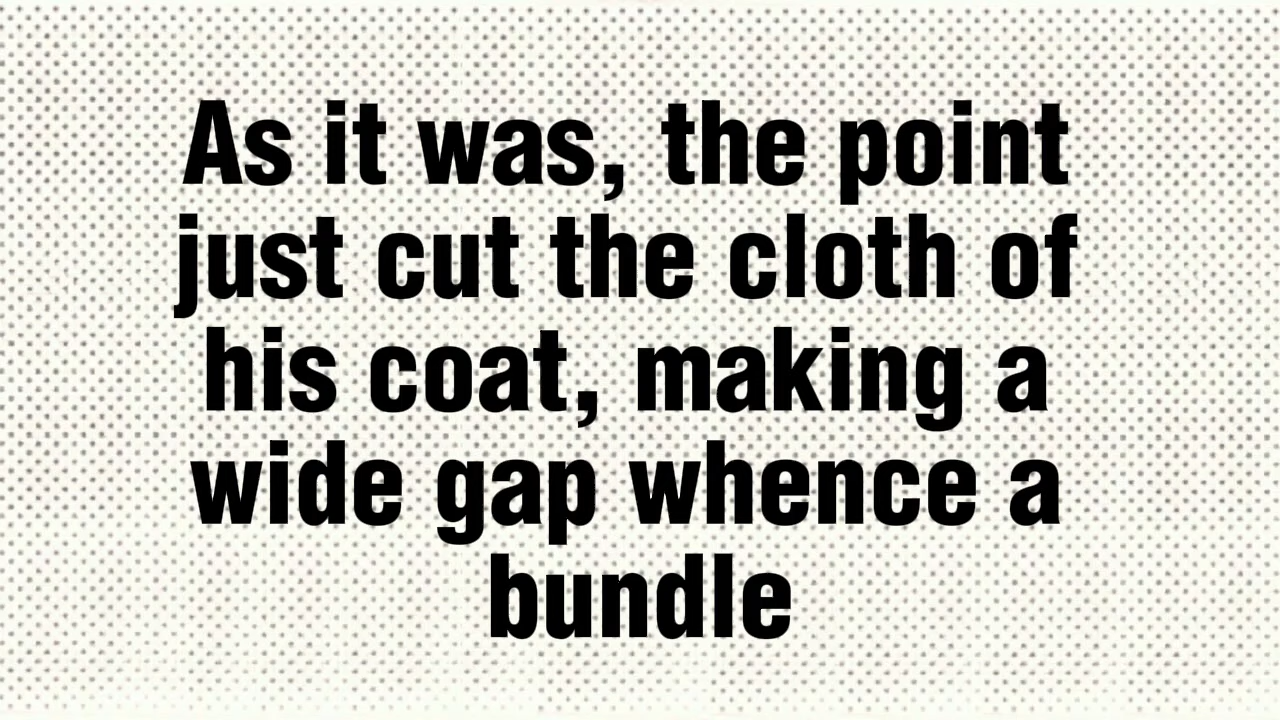 As it was, the point
just cut the cloth of
his coat, making a
wide gap whence a
bundle